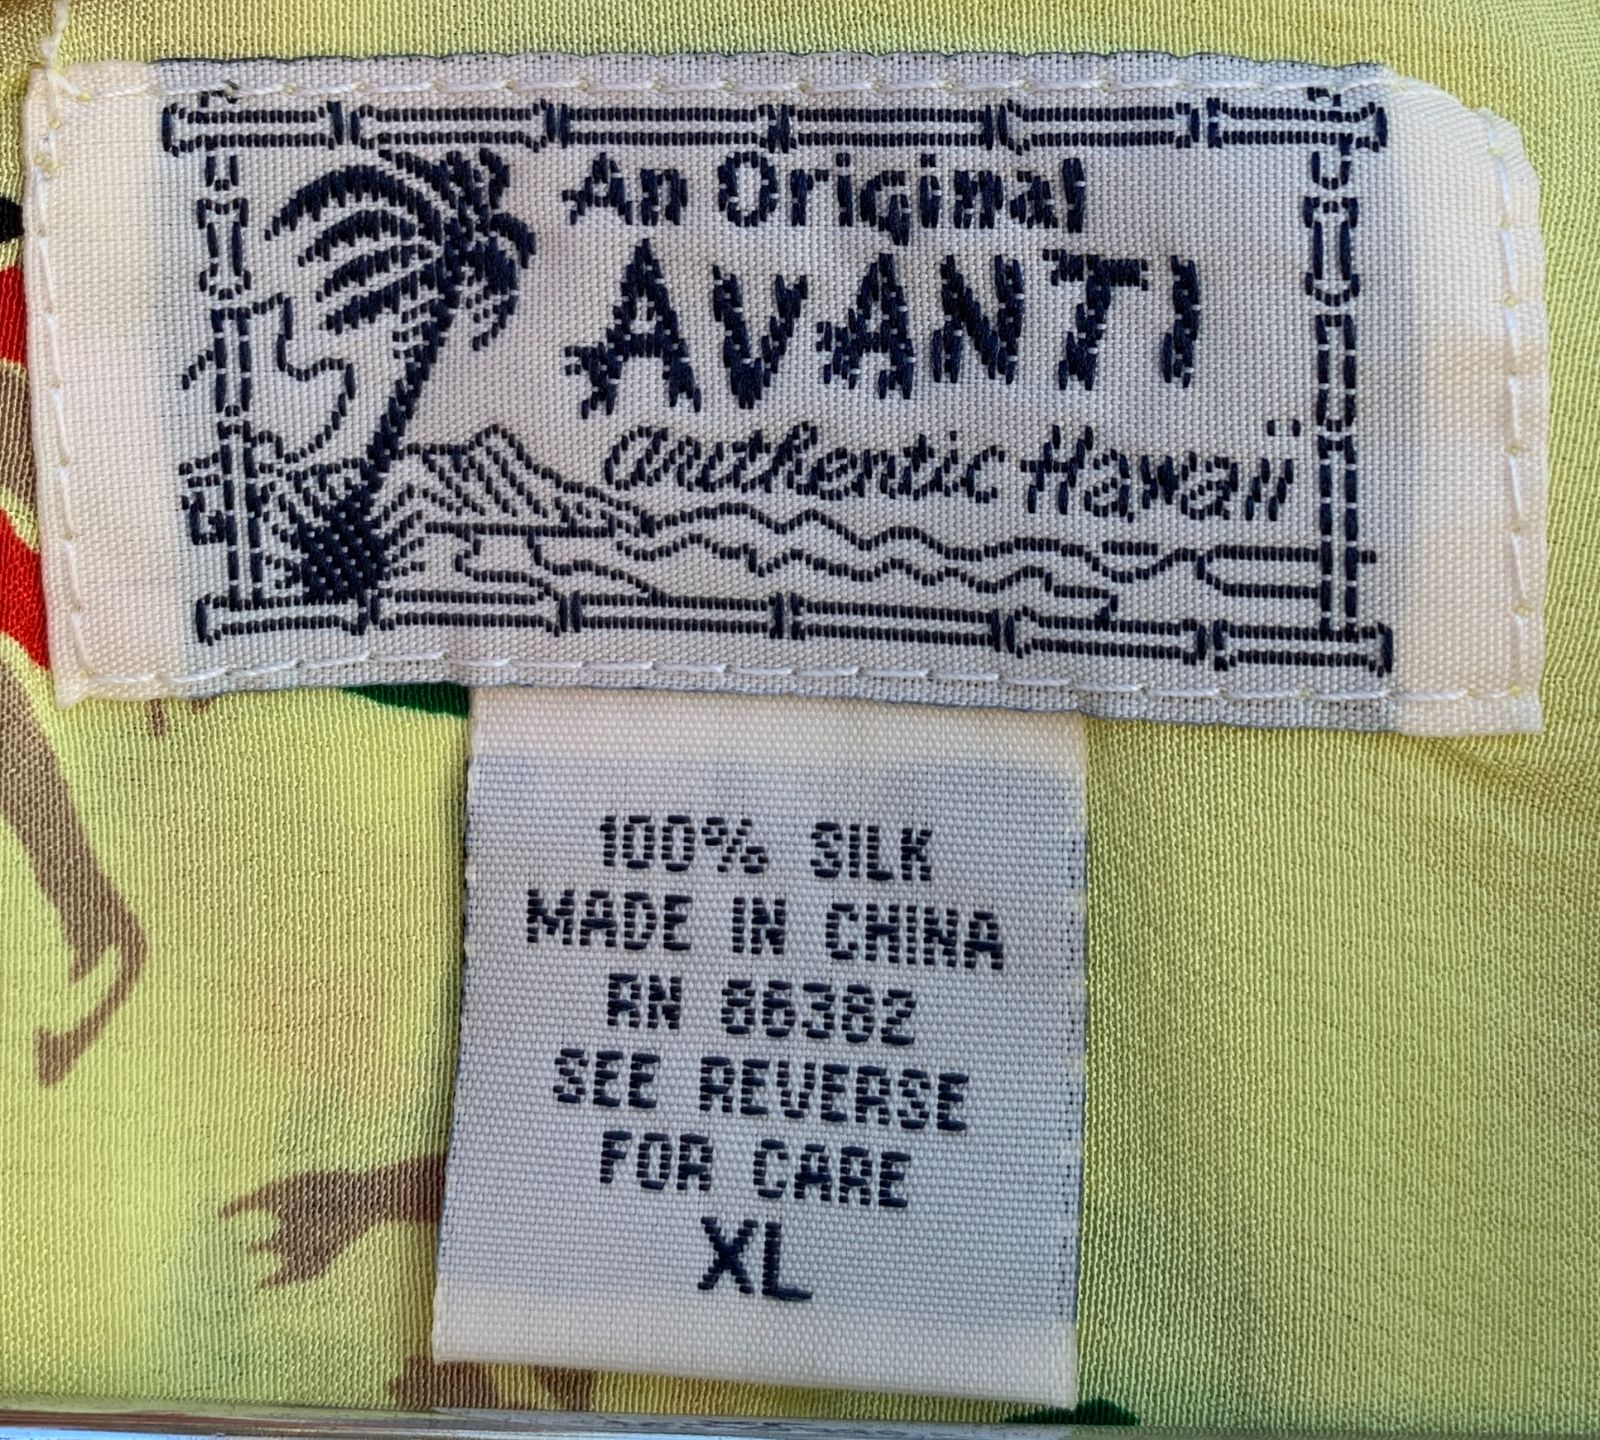 An Original
AVANTI
authentic Hawaii
100% SILK
MADE IN CHINA
RN 86382
SEE REVERSE
FOR CARE
XL